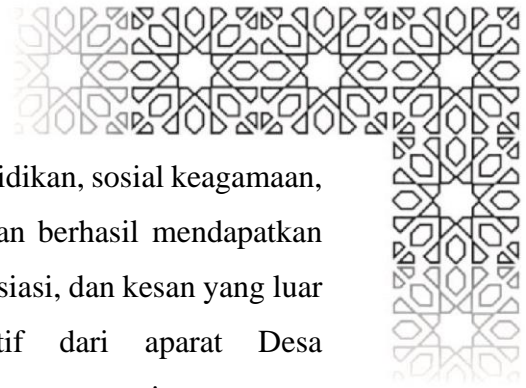 idikan, sosial keagamaan,
an berhasil mendapatkan
siasi, dan kesan yang luar
tif dari aparat Desa